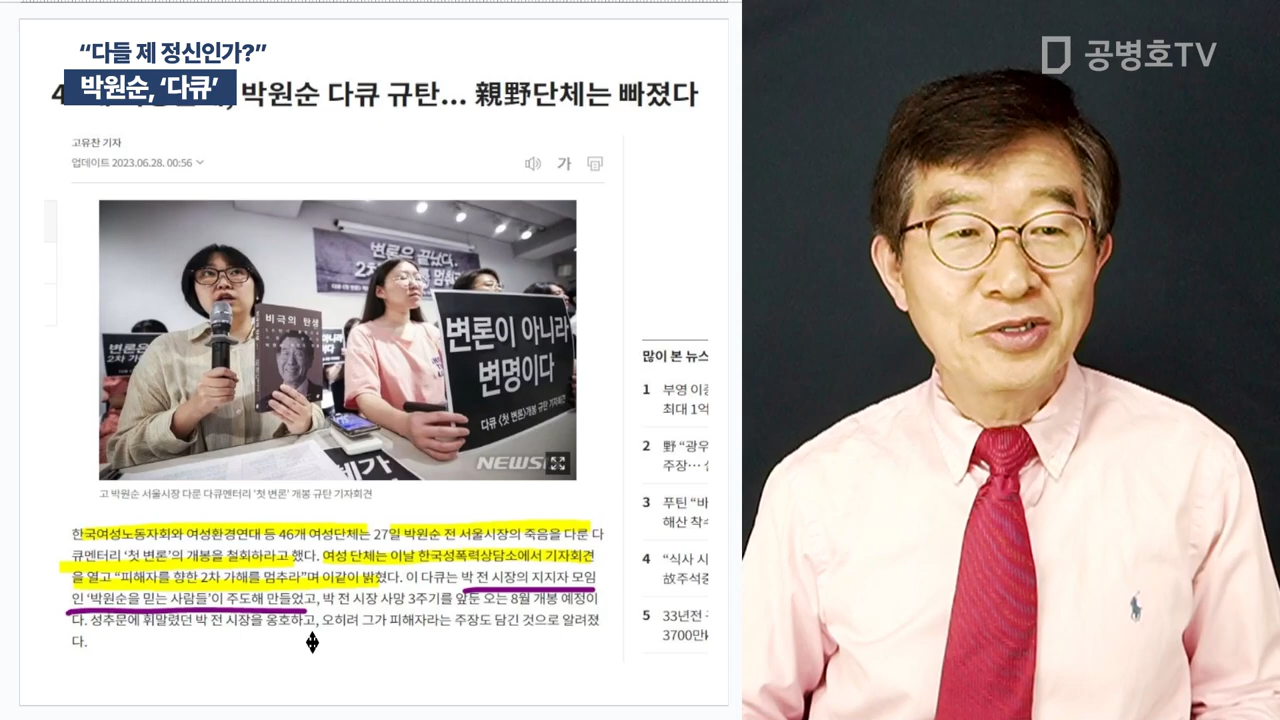 “다들 제 정신인가?”
박원순, ‘다큐’
공병호TV
박원순 다큐 규탄... 親野단체는 빠졌다
고유찬 기자
업데이트 2023.06.28. 00:56
가
변론은 끝났다.
2차
멈춰
비극의 탄생
변론은
2차 가
변론이 아니라
변명이다
다큐 <첫 변론>개봉 규탄 기자회견
NEWS
고 박원순 서울시장 다룬 다큐멘터리 '첫 변론' 개봉 규탄 기자회견
한국여성노동자회와 여성환경연대 등 46개 여성단체는 27일 박원순 전 서울시장의 죽음을 다룬 다
큐멘터리 ‘첫 변론’의 개봉을 철회하라고 했다. 여성 단체는 이날 한국성폭력상담소에서 기자회견
을 열고 “피해자를 향한 2차 가해를 멈추라”며 이같이 밝혔다. 이 다큐는 박 전 시장의 지지자 모임
인 ‘박원순을 믿는 사람들’이 주도해 만들었고, 박 전 시장 사망 3주기를 앞둔 오는 8월 개봉 예정이
다. 성추문에 휘말렸던 박 전 시장을 옹호하고, 오히려 그가 피해자라는 주장도 담긴 것으로 알려졌
다.
많이 본 뉴스
1 부영 이중
최대 1억
2 野 “광우
주장…
3 푸틴 “바
해산 착수
4 “식사 시
故주석중
5 33년전
3700만